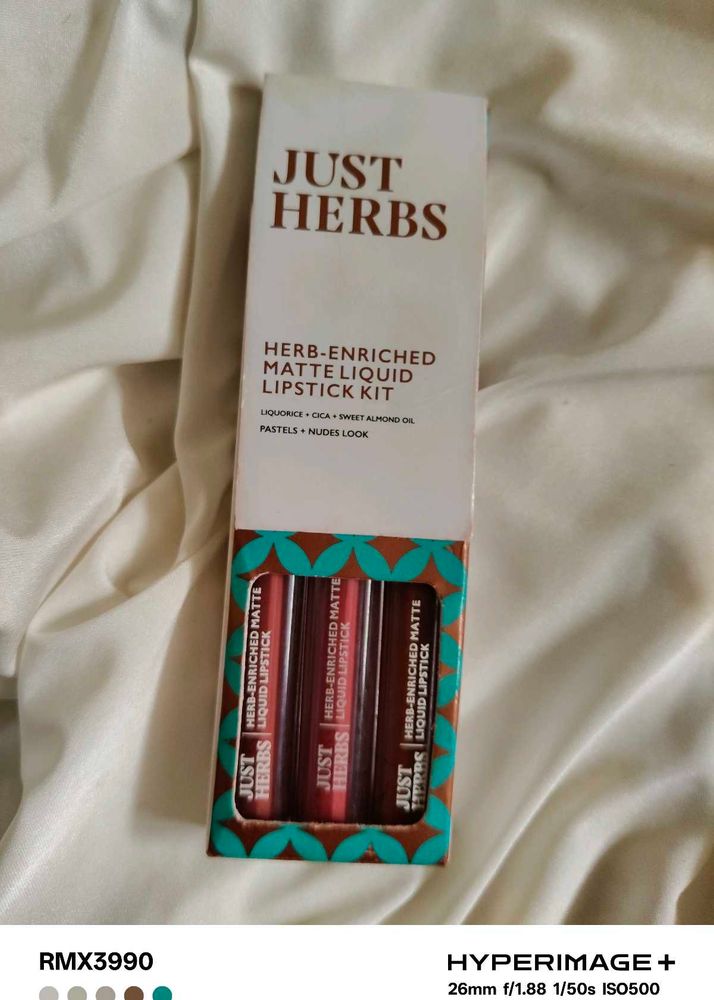 JUST
HERBS
HERB-ENRICHED
MATTE LIQUID
LIPSTICK KIT
LIQUORICE + CICA + SWEET ALMOND OIL
PASTELS + NUDES LOOK
JUST
HERBS
HERB-ENRICHED MATTE
LIQUID LIPSTICK
JUST
HERBS
HERB-ENRICHED MATTE
LIQUID LIPSTICK
JUST
HERBS
HERB-ENRICHED MATTE
LIQUID LIPSTICK
RMX3990
HYPERIMAGE+
26mm f/1.88 1/50s ISO500